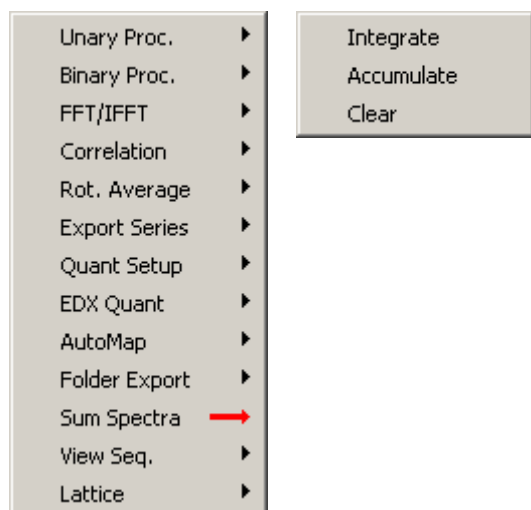 Unary Proc.
Binary Proc.
FFT/IFFT
Correlation
Rot. Average
Export Series
Quant Setup
EDX Quant
AutoMap
Folder Export
Sum Spectra
View Seq.
Lattice
Integrate
Accumulate
Clear